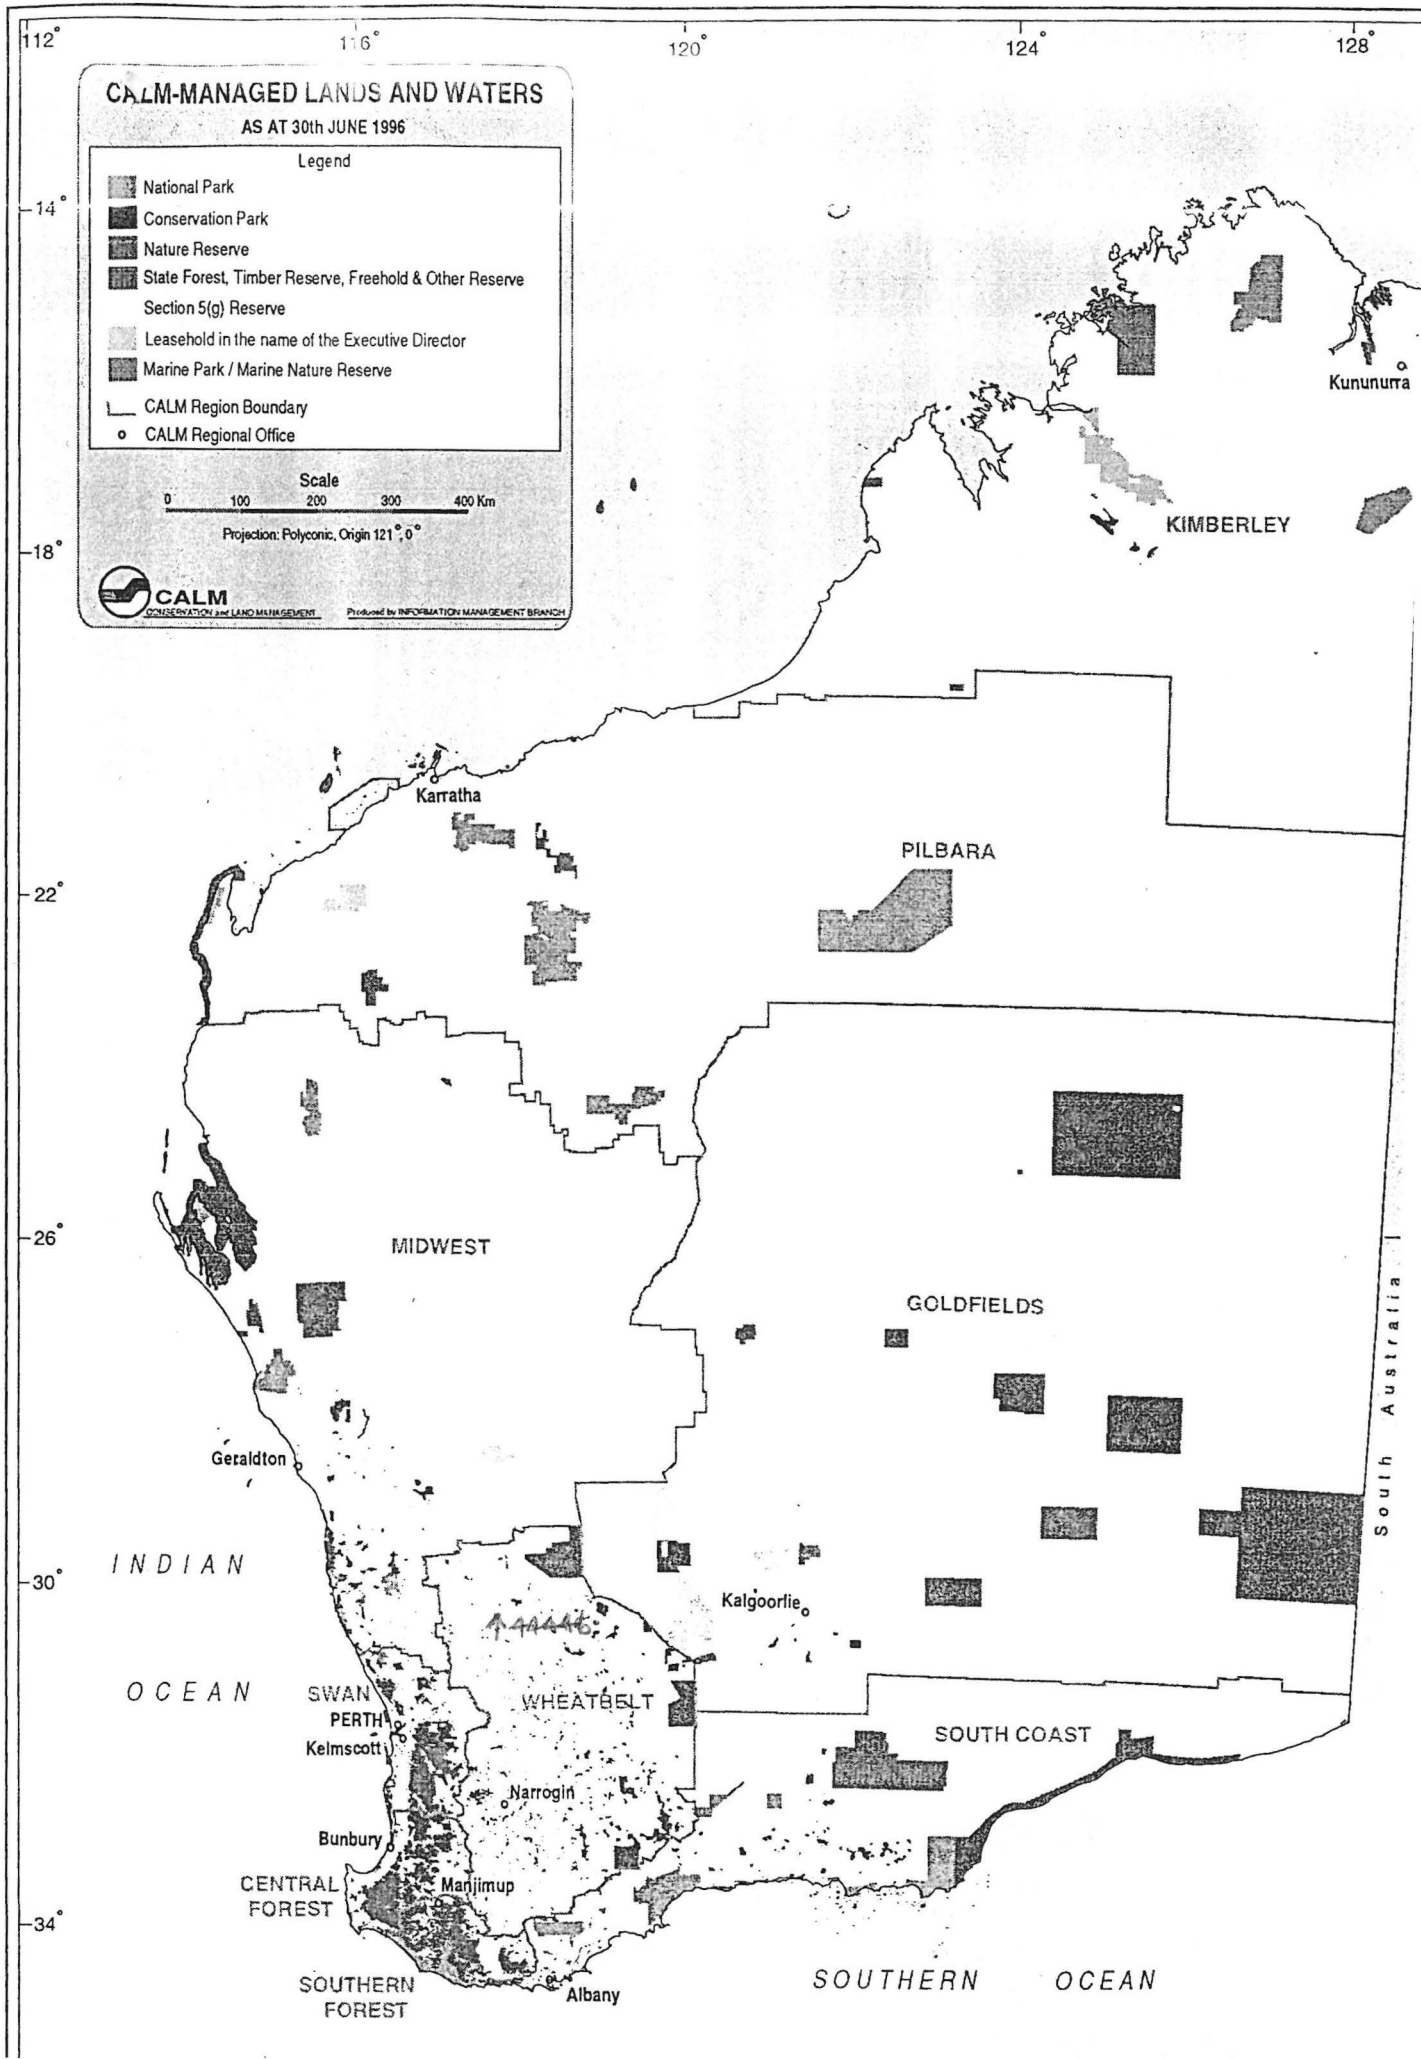 112°
116°
120°
124°
128°
CALM-MANAGED LANDS AND WATERS
AS AT 30th JUNE 1996
Legend
National Park
Conservation Park
Nature Reserve
State Forest, Timber Reserve, Freehold & Other Reserve
Section 5(g) Reserve
Leasehold in the name of the Executive Director
Marine Park / Marine Nature Reserve
CALM Region Boundary
CALM Regional Office
Scale
0 100 200 300 400 Km
Projection: Polyconic, Origin 121°, 0°
CALM
CONSERVATION and LAND MANAGEMENT
Produced by INFORMATION MANAGEMENT BRANCH
14°
Kununurra
KIMBERLEY
18°
Karratha
PILBARA
22°
26°
MIDWEST
GOLDFIELDS
South Australia
Geraldton
INDIAN
30°
Kalgoorlie
OCEAN
SWAN
WHEATBELT
PERTH
Kelmscott
SOUTH COAST
Narrogin
Bunbury
CENTRAL
FOREST
Manjimup
34°
SOUTHERN
FOREST
Albany
SOUTHERN OCEAN